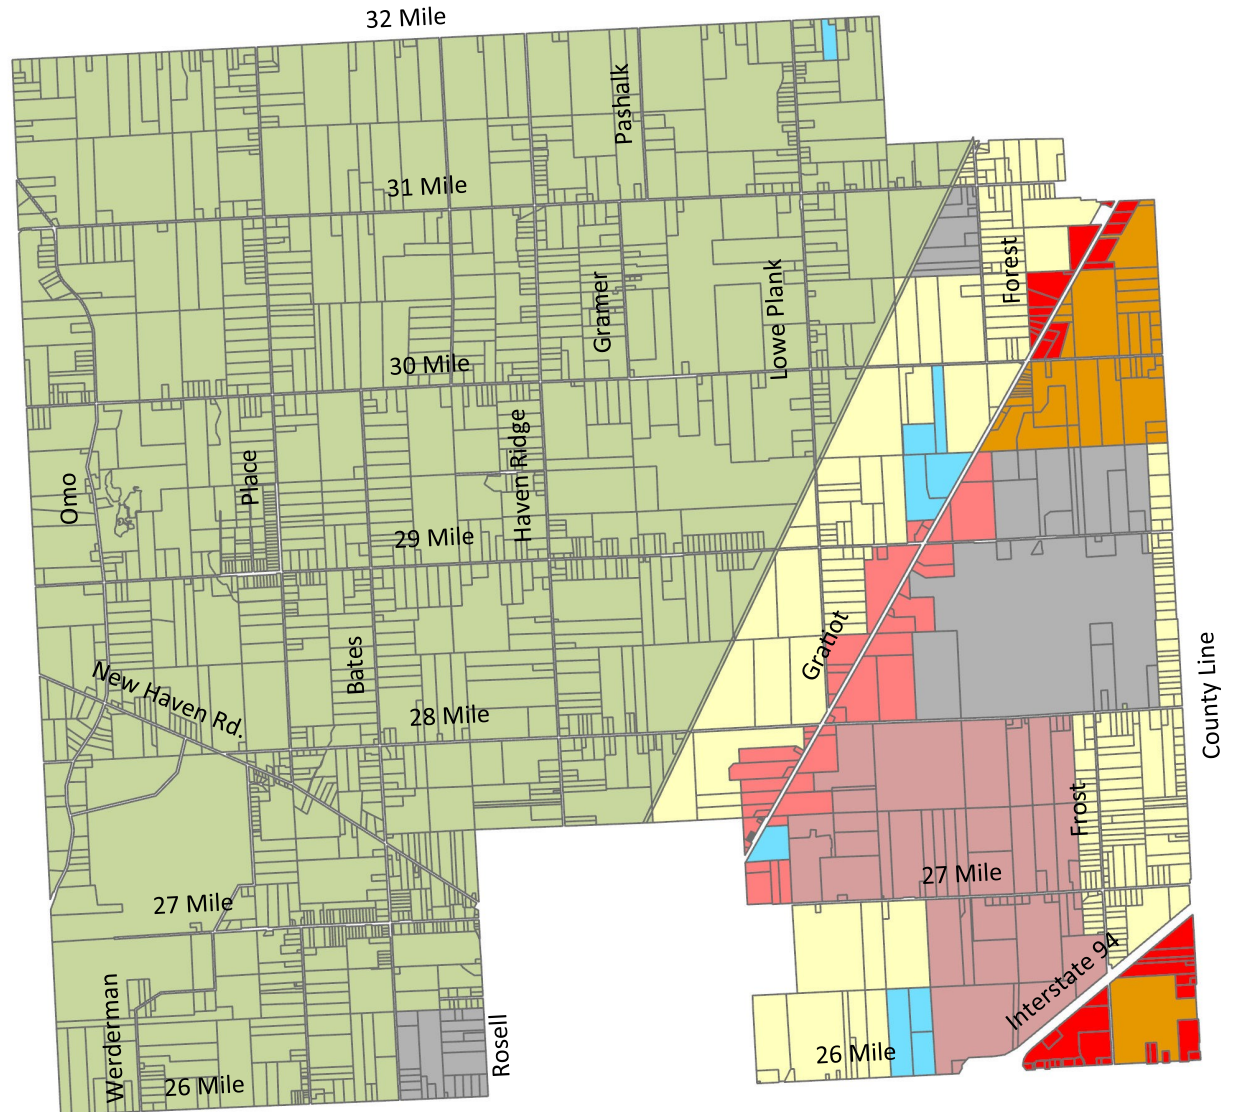 32 Mile
Pashalk
31 Mile
Forest
Lowe Plank
Gramer
30 Mile
Haven Ridge
Place
Omo
29 Mile
Gratiot
Bates
County Line
New Haven Rd.
28 Mile
Frost
27 Mile
27 Mile
Interstate 94
Werderman
Rosell
26 Mile
26 Mile